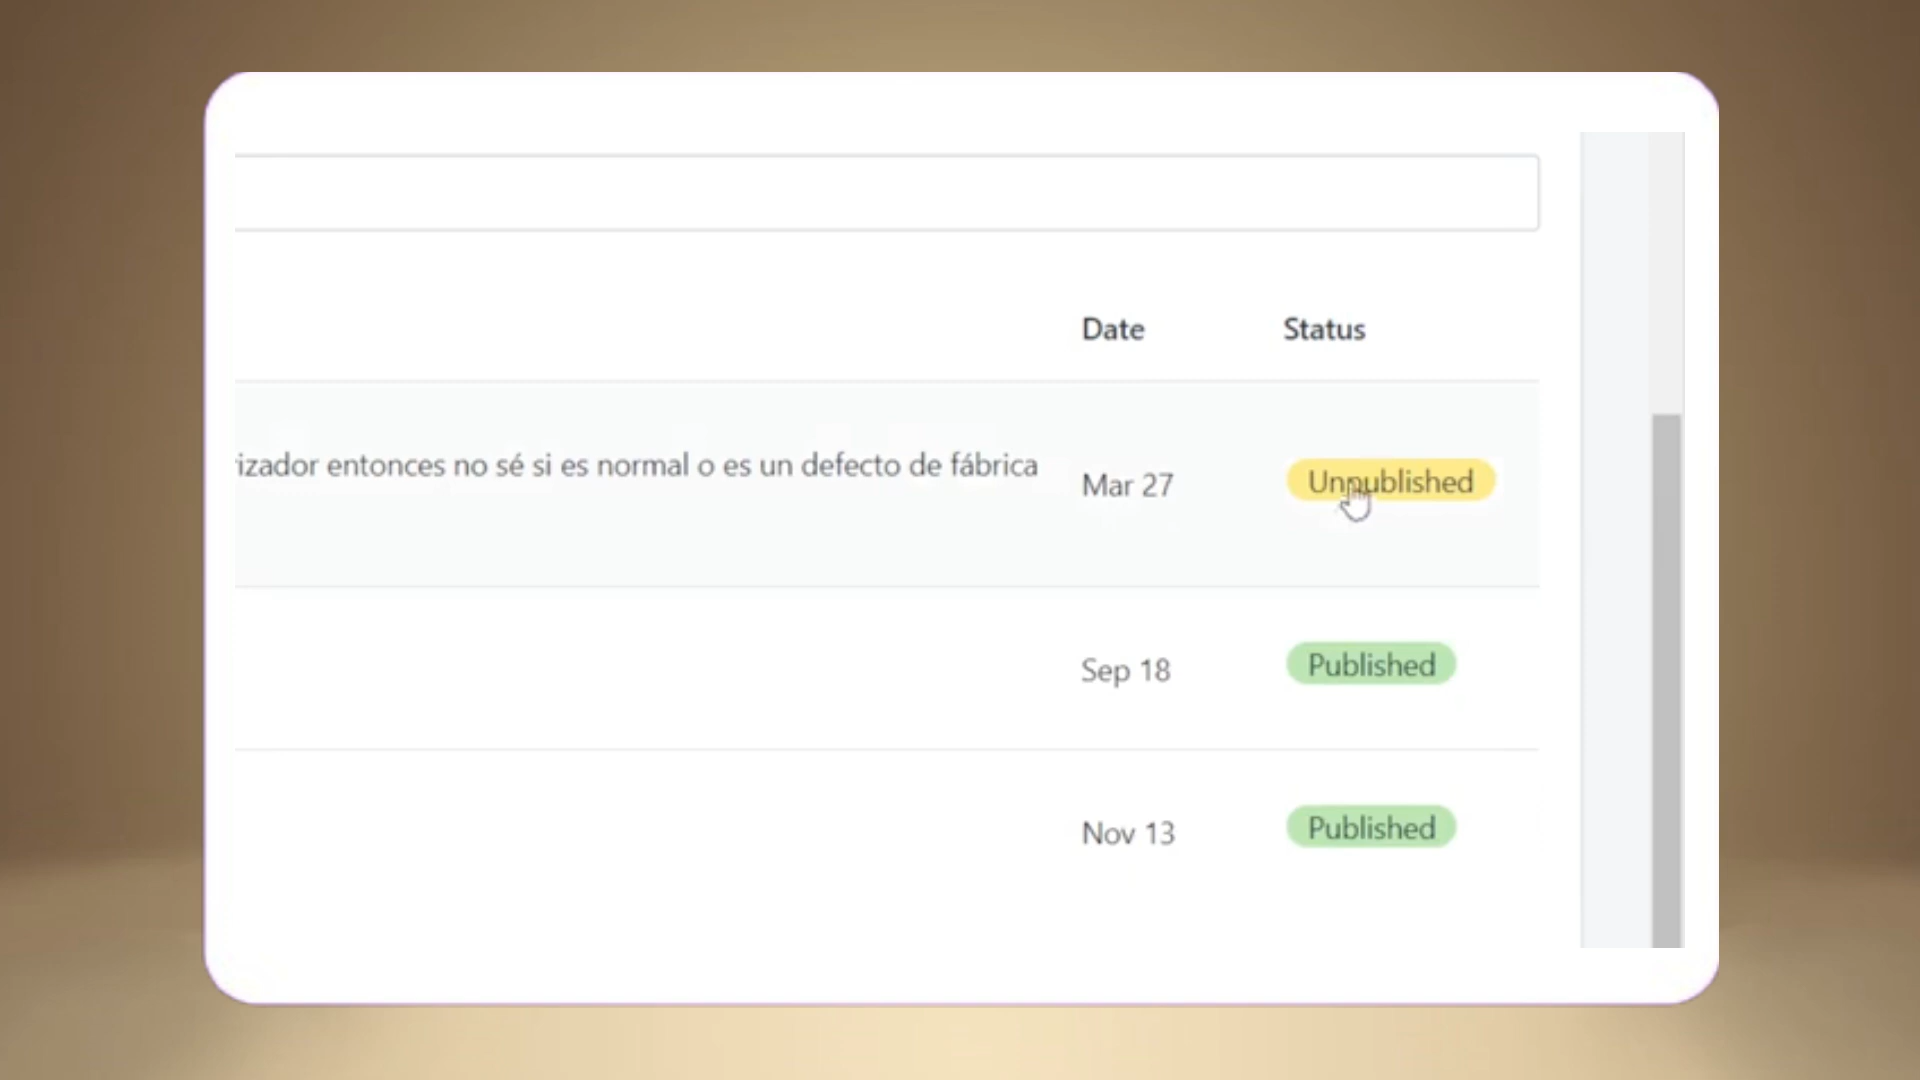 Date Status
entonces no sé si es normal o es un defecto de fábrica
Mar 27 Unpublished
Sep 18 Published
Nov 13 Published